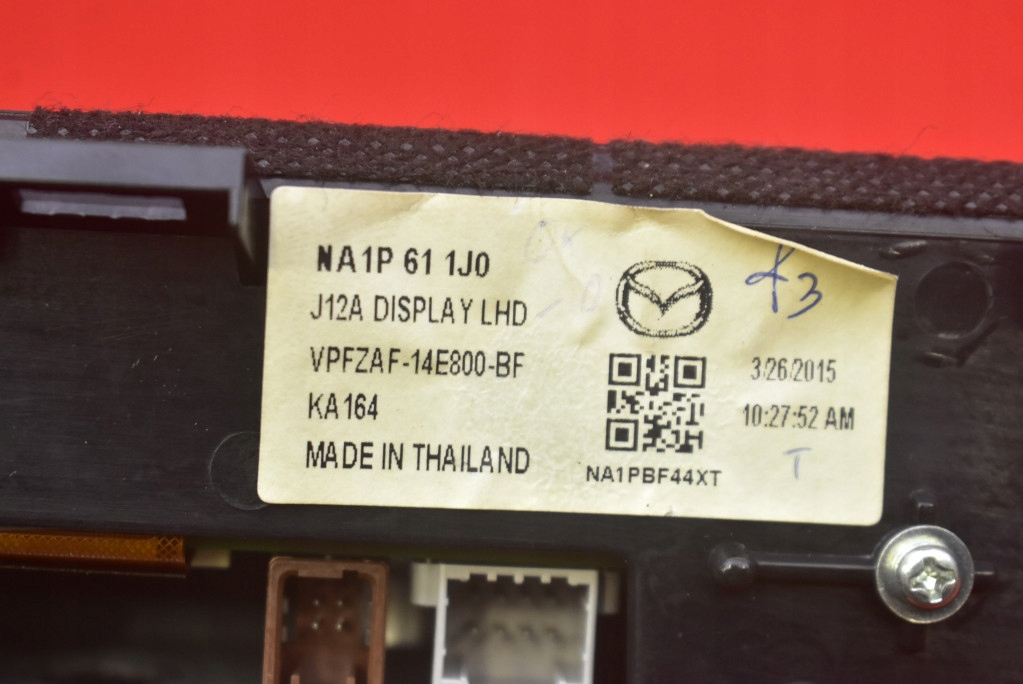 NA1P 61 1J0
J12A DISPLAY LHD
VPFZAF-14E800-BF
KA164
MADE IN THAILAND
3/26/2015
10:27:52 AM
T
NA1PBF44XT